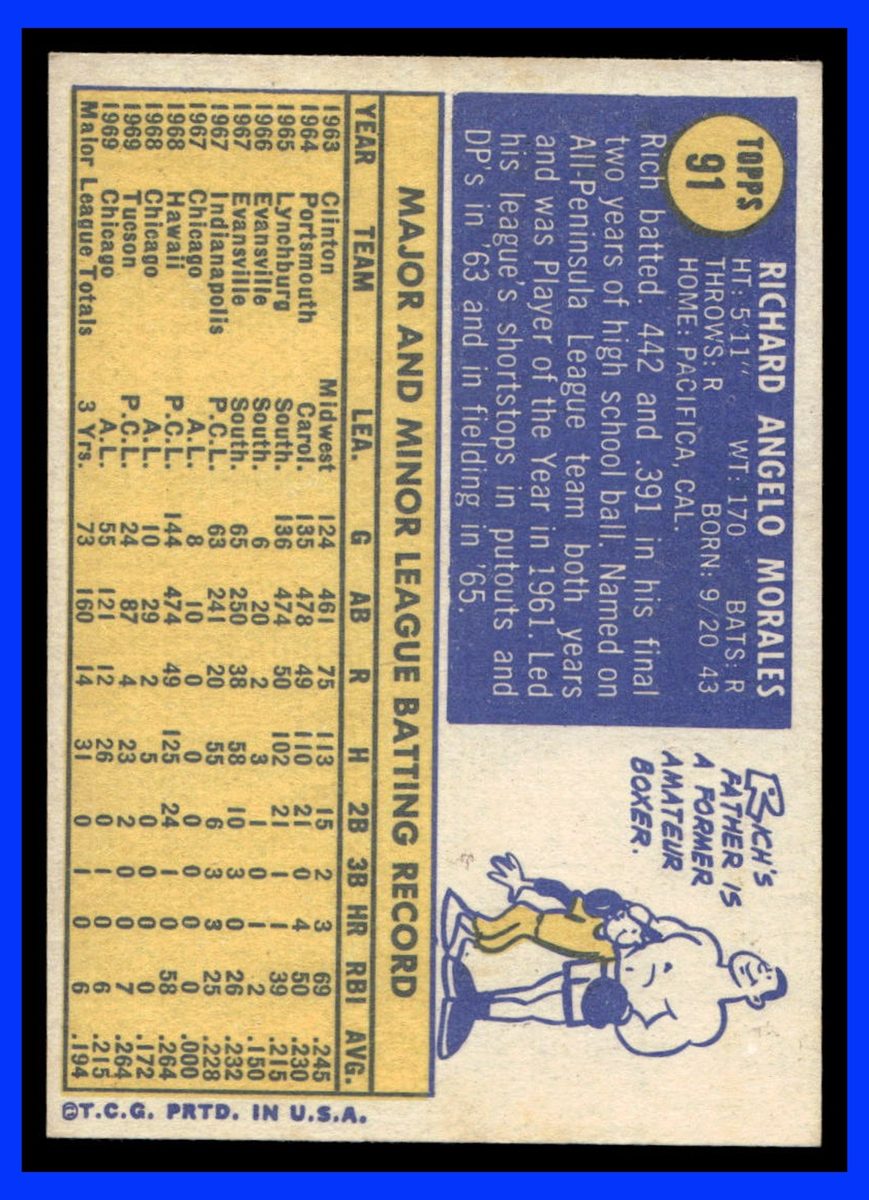 TOPPS
91
RICHARD ANGELO MORALES
HT: 5'11" WT: 170 BATS: R
THROWS: R BORN: 9/20 43
HOME: PACIFICA, CAL.
Rich batted. 442 and .391 in his final
two years of high school ball. Named on
All-Peninsula League team both years
and was Player of the Year in 1961. Led
his league's shortstops in putouts and
DP's in '63 and in fielding in '65.
RICH'S
FATHER IS
A FORMER
AMATEUR
BOXER.
MAJOR AND MINOR LEAGUE BATTING RECORD
YEAR TEAM LEA. G AB R H 2B 3B HR RBI AVG.
1963 Clinton Midwest 124 461 75 113 15 2 3 69 .245
1964 Portsmouth Carol. 135 478 49 110 21 0 4 50 .230
1965 Lynchburg South. 136 474 50 102 21 1 1 39 .215
1966 Evansville South. 6 20 2 3 1 0 1 2 .150
1967 Evansville South. 65 250 38 58 10 3 0 26 .232
1967 Indianapolis P.C.L. 63 241 20 55 6 3 3 25 .228
1967 Chicago A.L. 8 10 0 0 0 0 0 0 .000
1968 Hawaii P.C.L. 144 474 49 125 24 1 0 58 .264
1968 Chicago A.L. 10 29 2 5 0 0 0 0 .172
1969 Tucson P.C.L. 24 87 4 23 2 0 0 7 .264
1969 Chicago A.L. 55 121 12 26 0 1 0 6 .215
Major League Totals 3 Yrs. 73 160 14 31 0 1 0 6 .194
©T.C.G. PRTD. IN U.S.A.